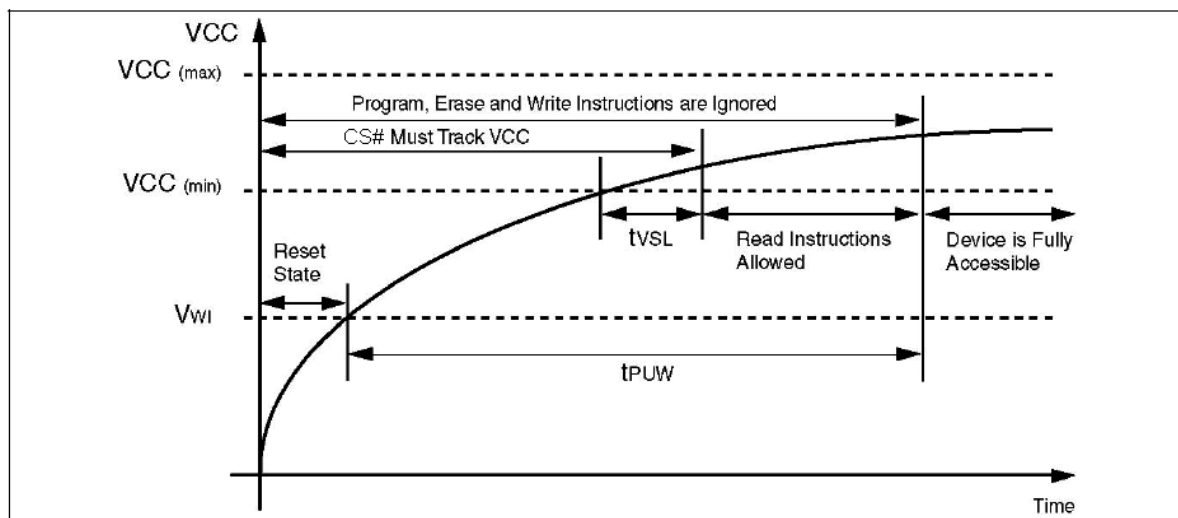 VCC
VCC (max)
Program, Erase and Write Instructions are Ignored
CS# Must Track VCC
VCC (min)
tVSL
Read Instructions
Allowed
Device is Fully
Accessible
Reset
State
VWI
tPUW
Time